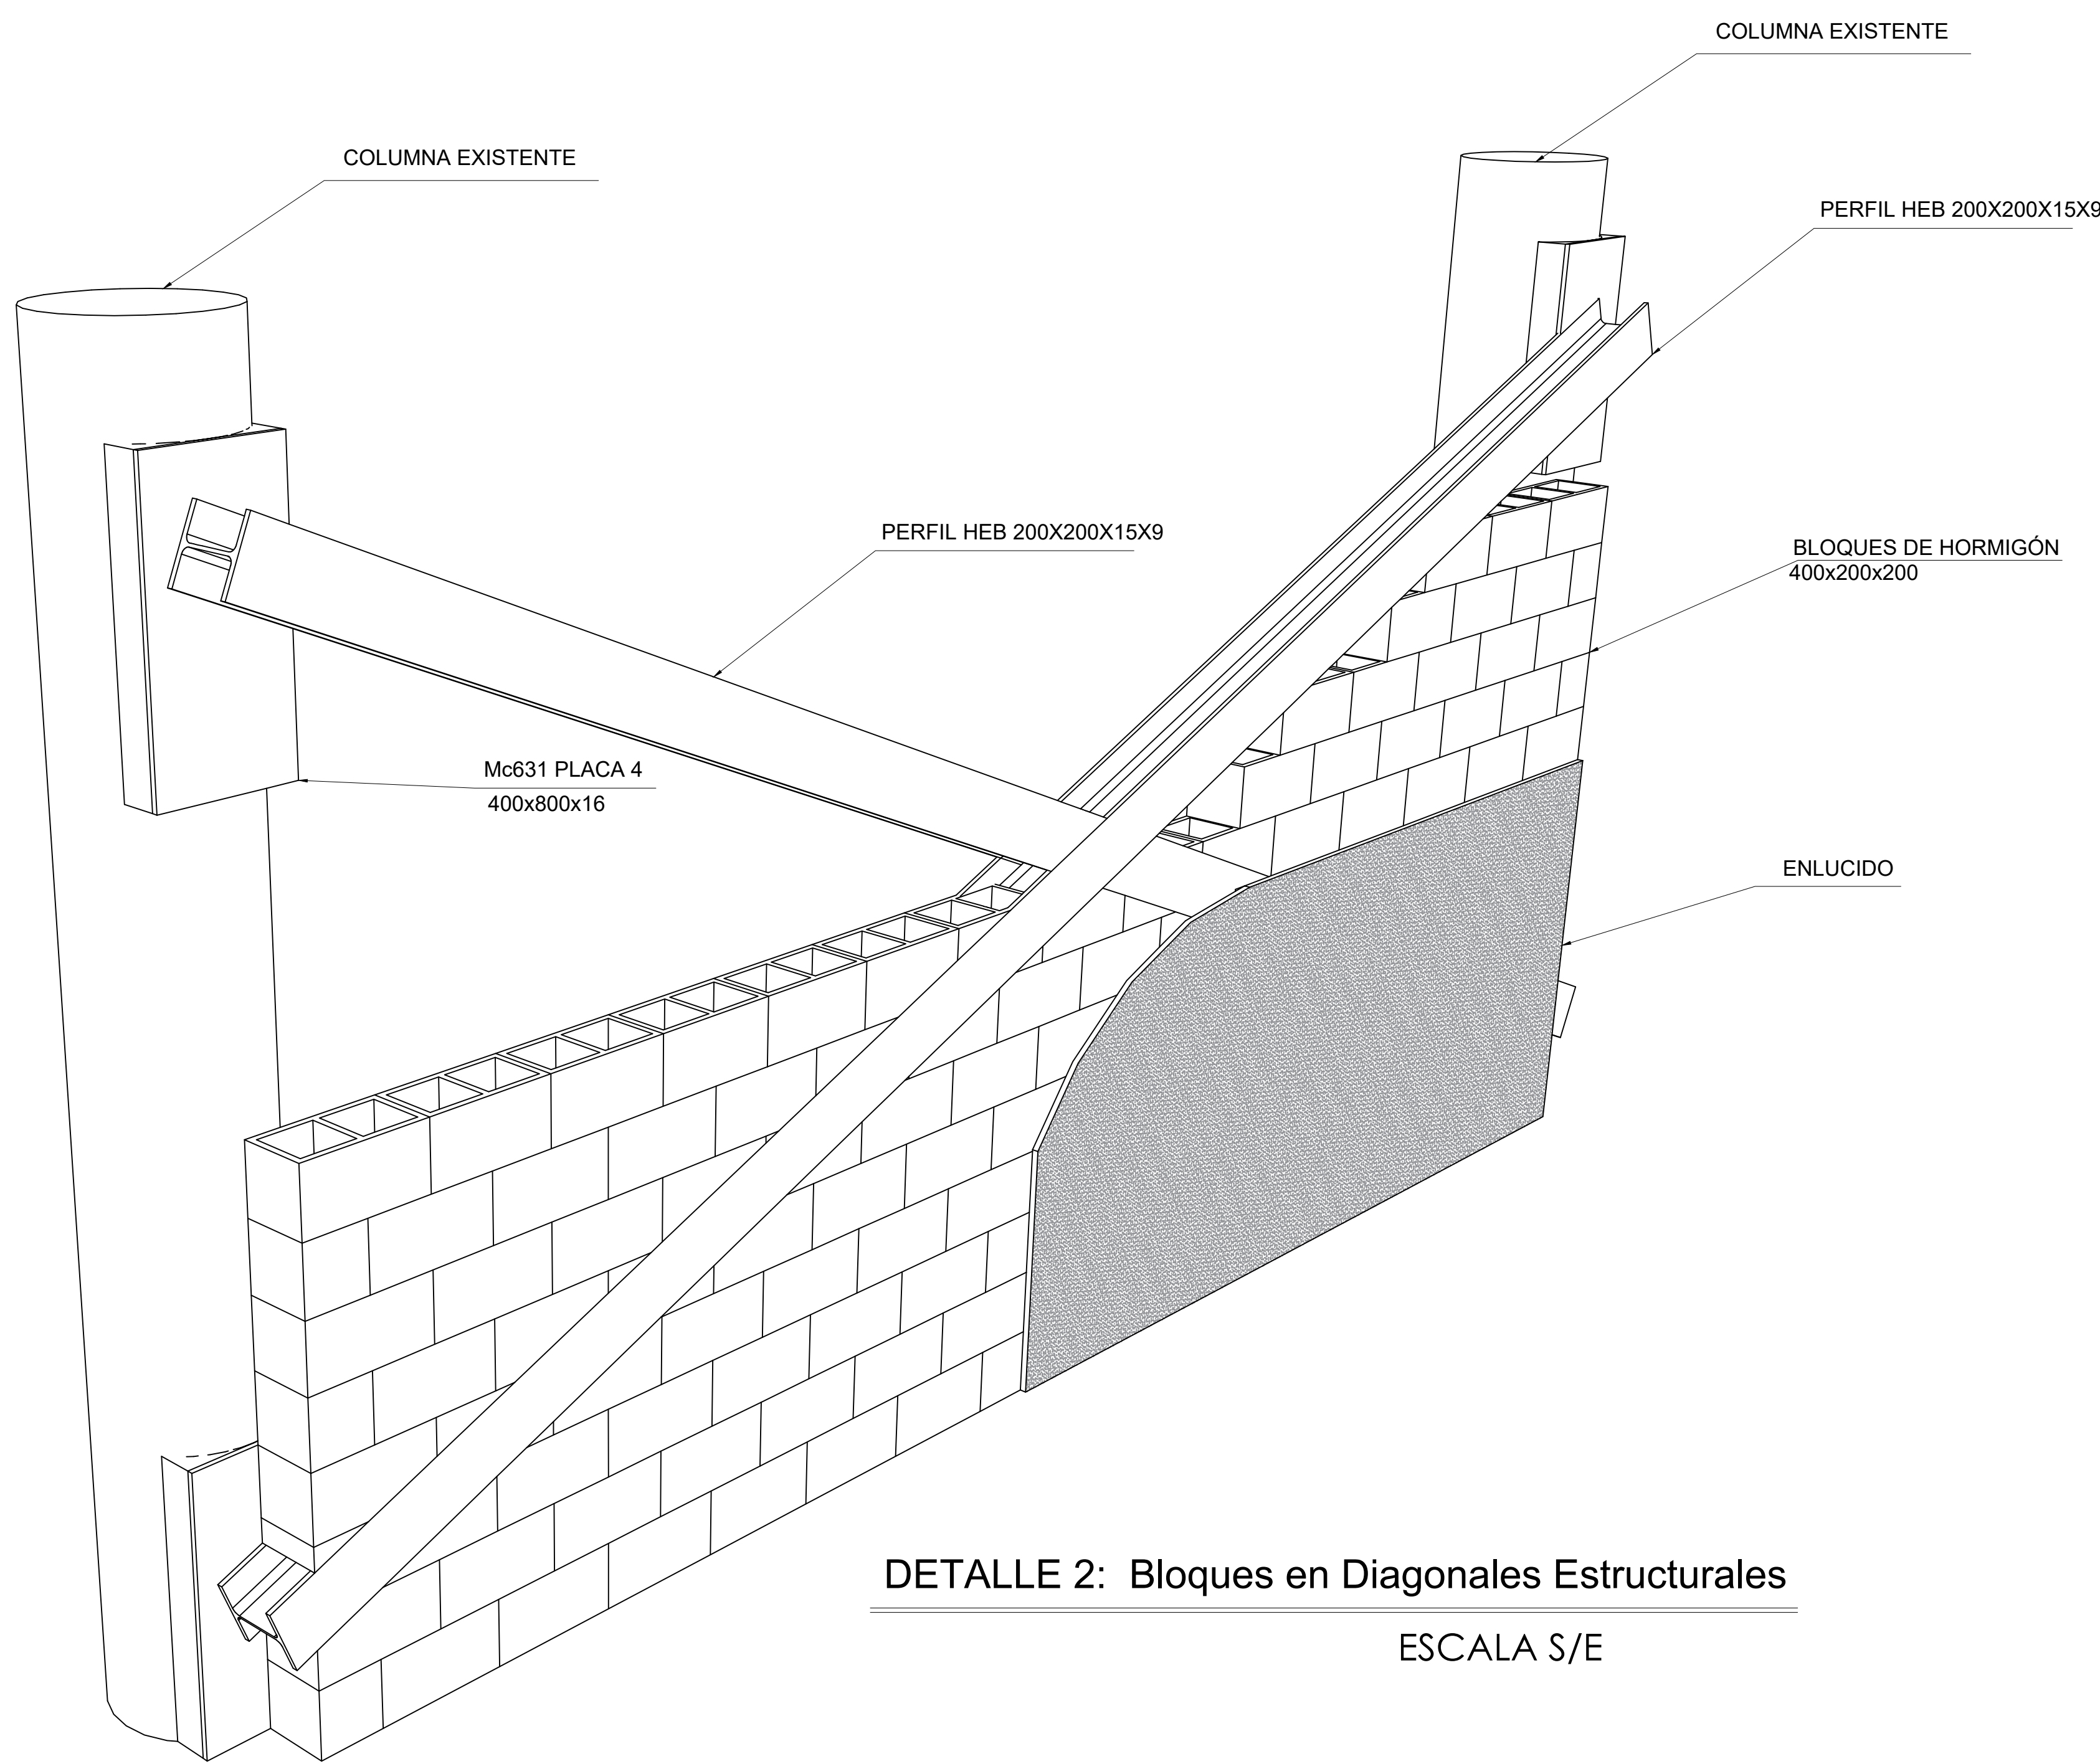 COLUMNA EXISTENTE
COLUMNA EXISTENTE
PERFIL HEB 200X200X15X9
PERFIL HEB 200X200X15X9
BLOQUES DE HORMIGÓN
400x200x200
Mc631 PLACA 4
400x800x16
ENLUCIDO
DETALLE 2: Bloques en Diagonales Estructurales
ESCALA S/E